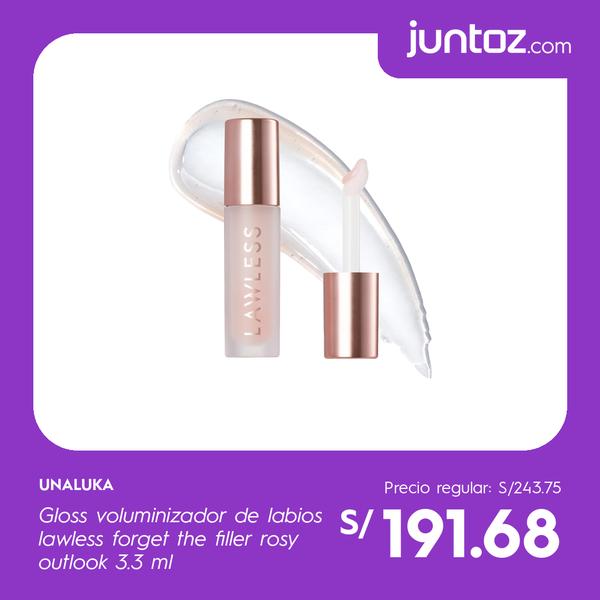 juntoz.com
LAWLESS
UNALUKA
Gloss voluminizador de labios
lawless forget the filler rosy
outlook 3.3 ml
Precio regular: S/243.75
S/191.68